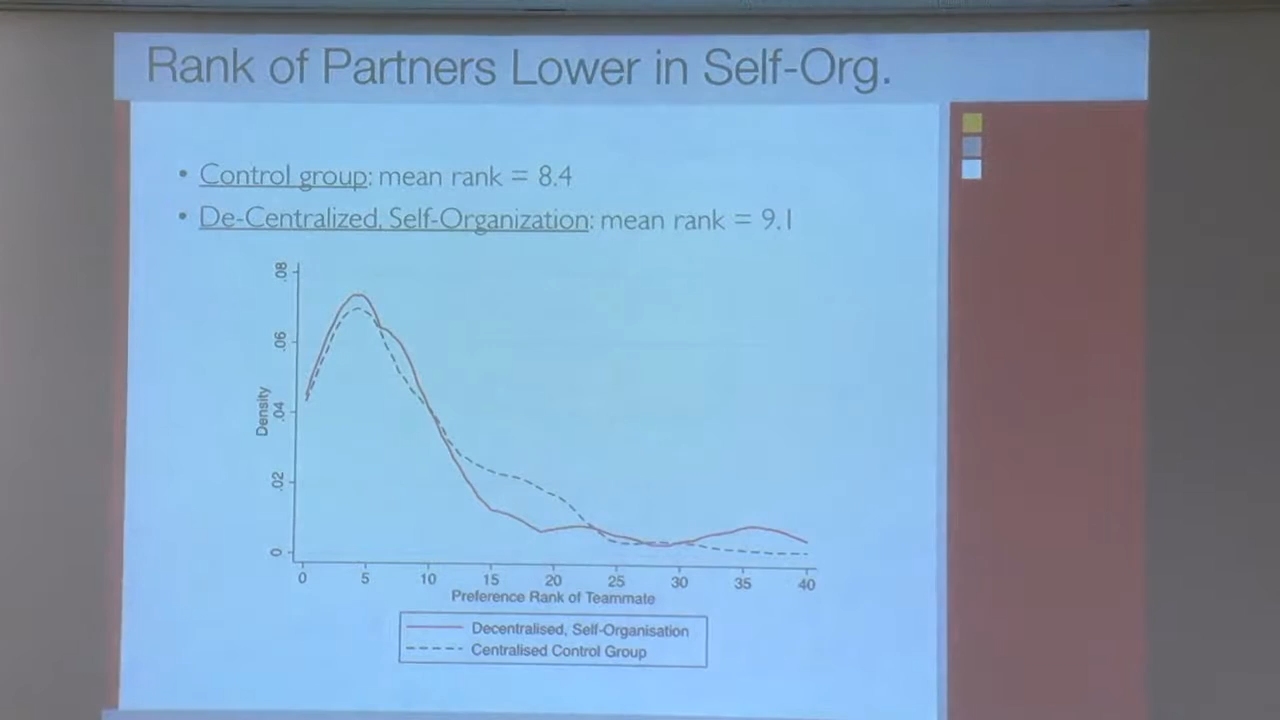 Rank of Partners Lower in Self-Org.
• Control group: mean rank = 8.4
• De-Centralized, Self-Organization: mean rank = 9.1
.08
.06
.04
.02
0
Density
0 5 10 15 20 25 30 35 40
Preference Rank of Teammate
Decentralised, Self-Organisation
Centralised Control Group